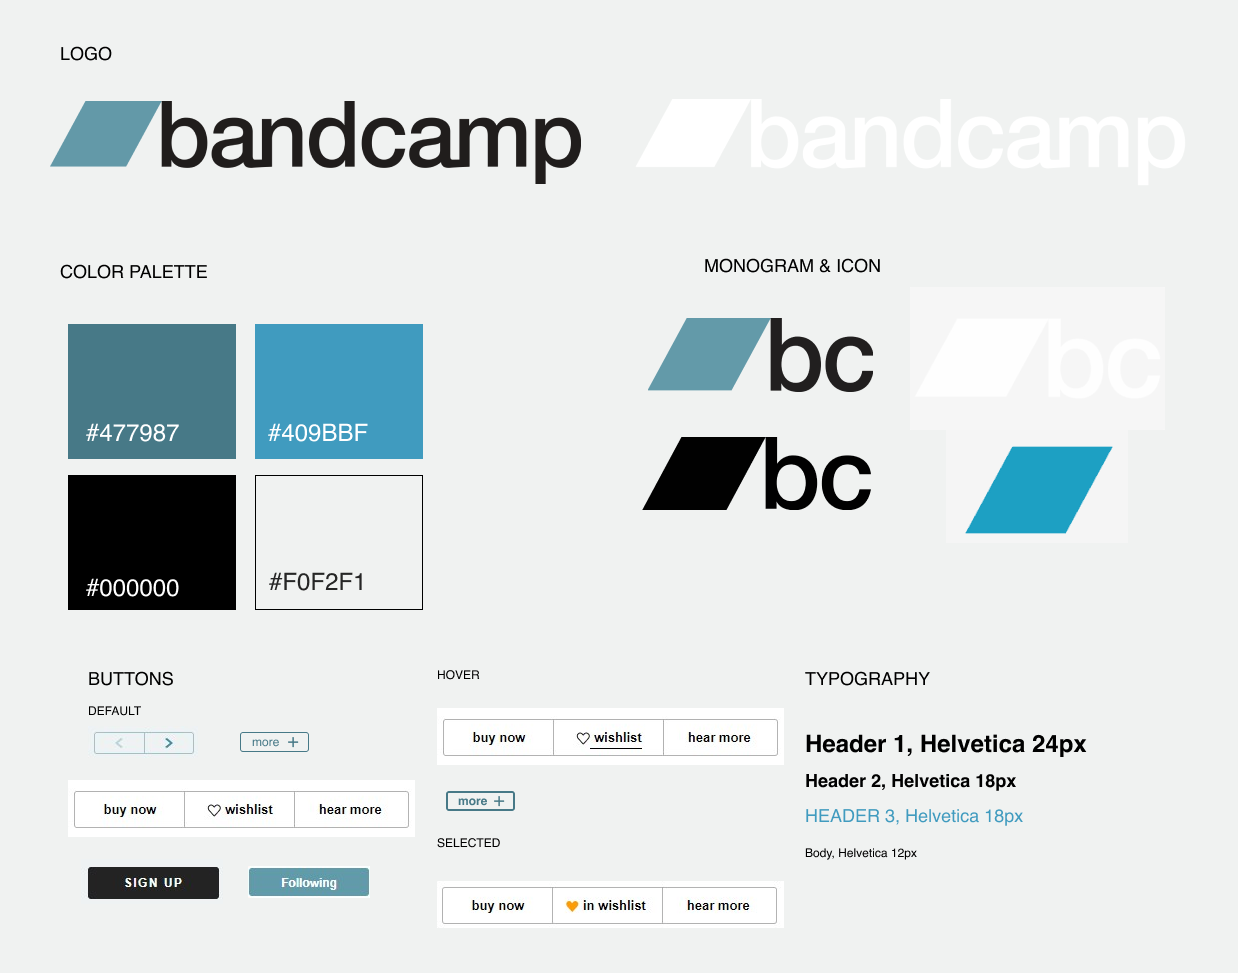 LOGO
bandcamp
bandcamp
COLOR PALETTE
#477987
#409BBF
#000000
#F0F2F1
MONOGRAM & ICON
bc
bc
bc
BUTTONS
DEFAULT
more +
buy now wishlist hear more
SIGN UP
Following
HOVER
buy now wishlist hear more
more +
SELECTED
buy now in wishlist hear more
TYPOGRAPHY
Header 1, Helvetica 24px
Header 2, Helvetica 18px
HEADER 3, Helvetica 18px
Body, Helvetica 12px